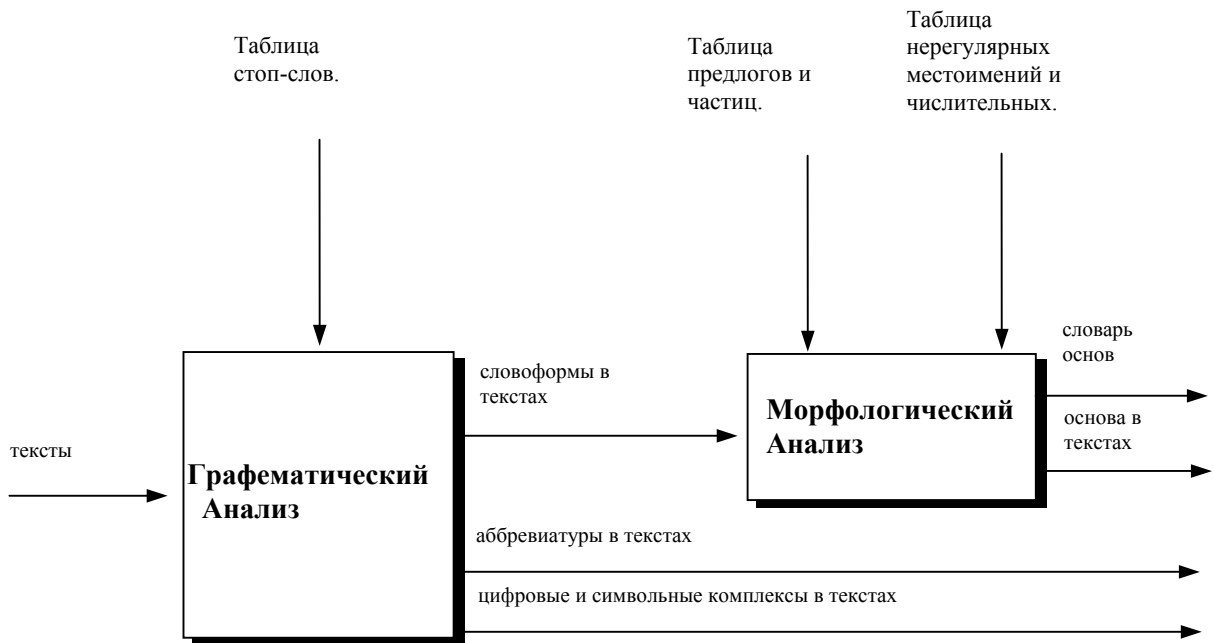 Таблица
стоп-слов.
Таблица
предлогов и
частиц.
Таблица
нерегулярных
местоимений и
числительных.
тексты
Графематический
Анализ
словоформы в
текстах
Морфологический
Анализ
словарь
основ
основа в
текстах
аббревиатуры в текстах
цифровые и символьные комплексы в текстах